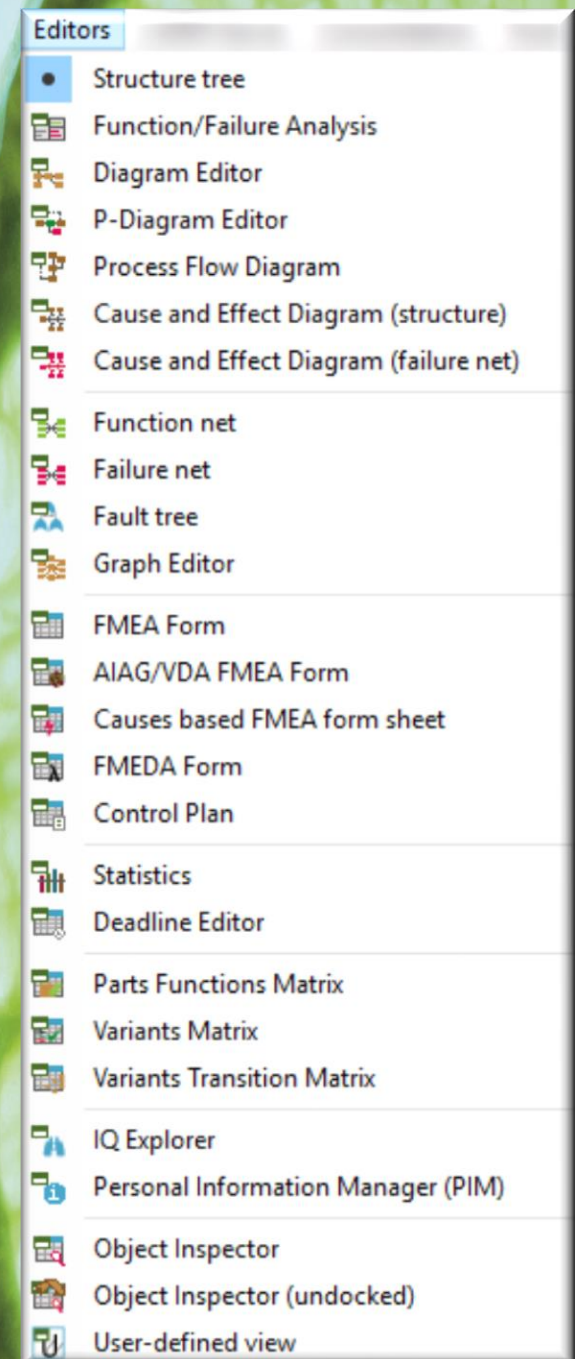 Editors
Structure tree
Function/Failure Analysis
Diagram Editor
P-Diagram Editor
Process Flow Diagram
Cause and Effect Diagram (structure)
Cause and Effect Diagram (failure net)
Function net
Failure net
Fault tree
Graph Editor
FMEA Form
AIAG/VDA FMEA Form
Causes based FMEA form sheet
FMEDA Form
Control Plan
Statistics
Deadline Editor
Parts Functions Matrix
Variants Matrix
Variants Transition Matrix
IQ Explorer
Personal Information Manager (PIM)
Object Inspector
Object Inspector (undocked)
User-defined view